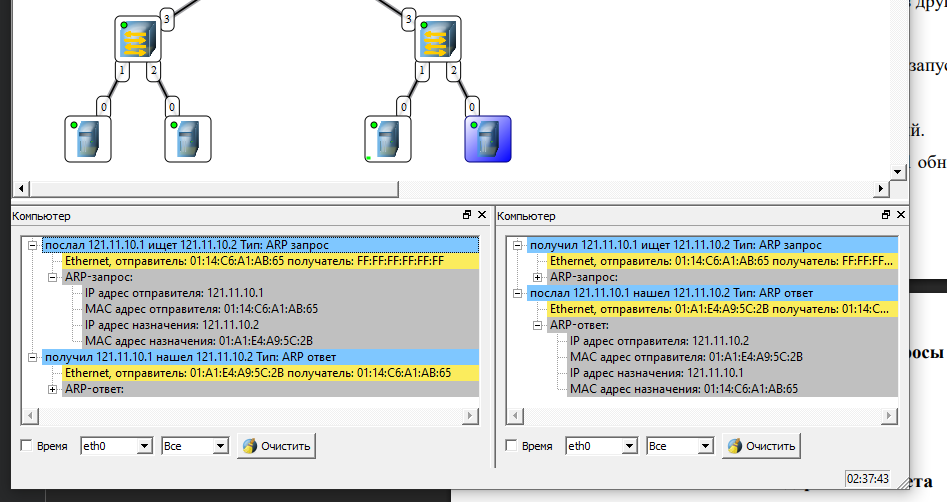 в друг
3
3
запус
1
2
1
2
0
0
0
0
й.
обн
Компьютер
Компьютер
послал 121.11.10.1 ищет 121.11.10.2 Тип: ARP запрос
получил 121.11.10.1 ищет 121.11.10.2 Тип: ARP запрос
Ethernet, отправитель: 01:14:C6:A1:AB:65 получатель: FF:FF:FF:FF:FF:FF
Ethernet, отправитель: 01:14:C6:A1:AB:65 получатель: FF:FF:FF...
ARP-запрос:
ARP-запрос:
IP адрес отправителя: 121.11.10.1
послал 121.11.10.1 нашел 121.11.10.2 Тип: ARP ответ
MAC адрес отправителя: 01:14:C6:A1:AB:65
Ethernet, отправитель: 01:A1:E4:A9:5C:2B получатель: 01:14:C...
IP адрес назначения: 121.11.10.2
ARP-ответ:
MAC адрес назначения: 01:A1:E4:A9:5C:2B
IP адрес отправителя: 121.11.10.2
росы
получил 121.11.10.1 нашел 121.11.10.2 Тип: ARP ответ
MAC адрес отправителя: 01:A1:E4:A9:5C:2B
Ethernet, отправитель: 01:A1:E4:A9:5C:2B получатель: 01:14:C6:A1:AB:65
IP адрес назначения: 121.11.10.1
ARP-ответ:
MAC адрес назначения: 01:14:C6:A1:AB:65
Время eth0 Все Очистить
Время eth0 Все Очистить
02:37:43
ета